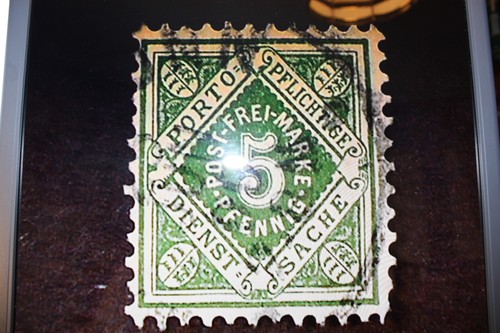 PORTO-
PFLICHTIGE
POST-FREI-MARKE
5
PFENNIG
DIENST-
SACHE